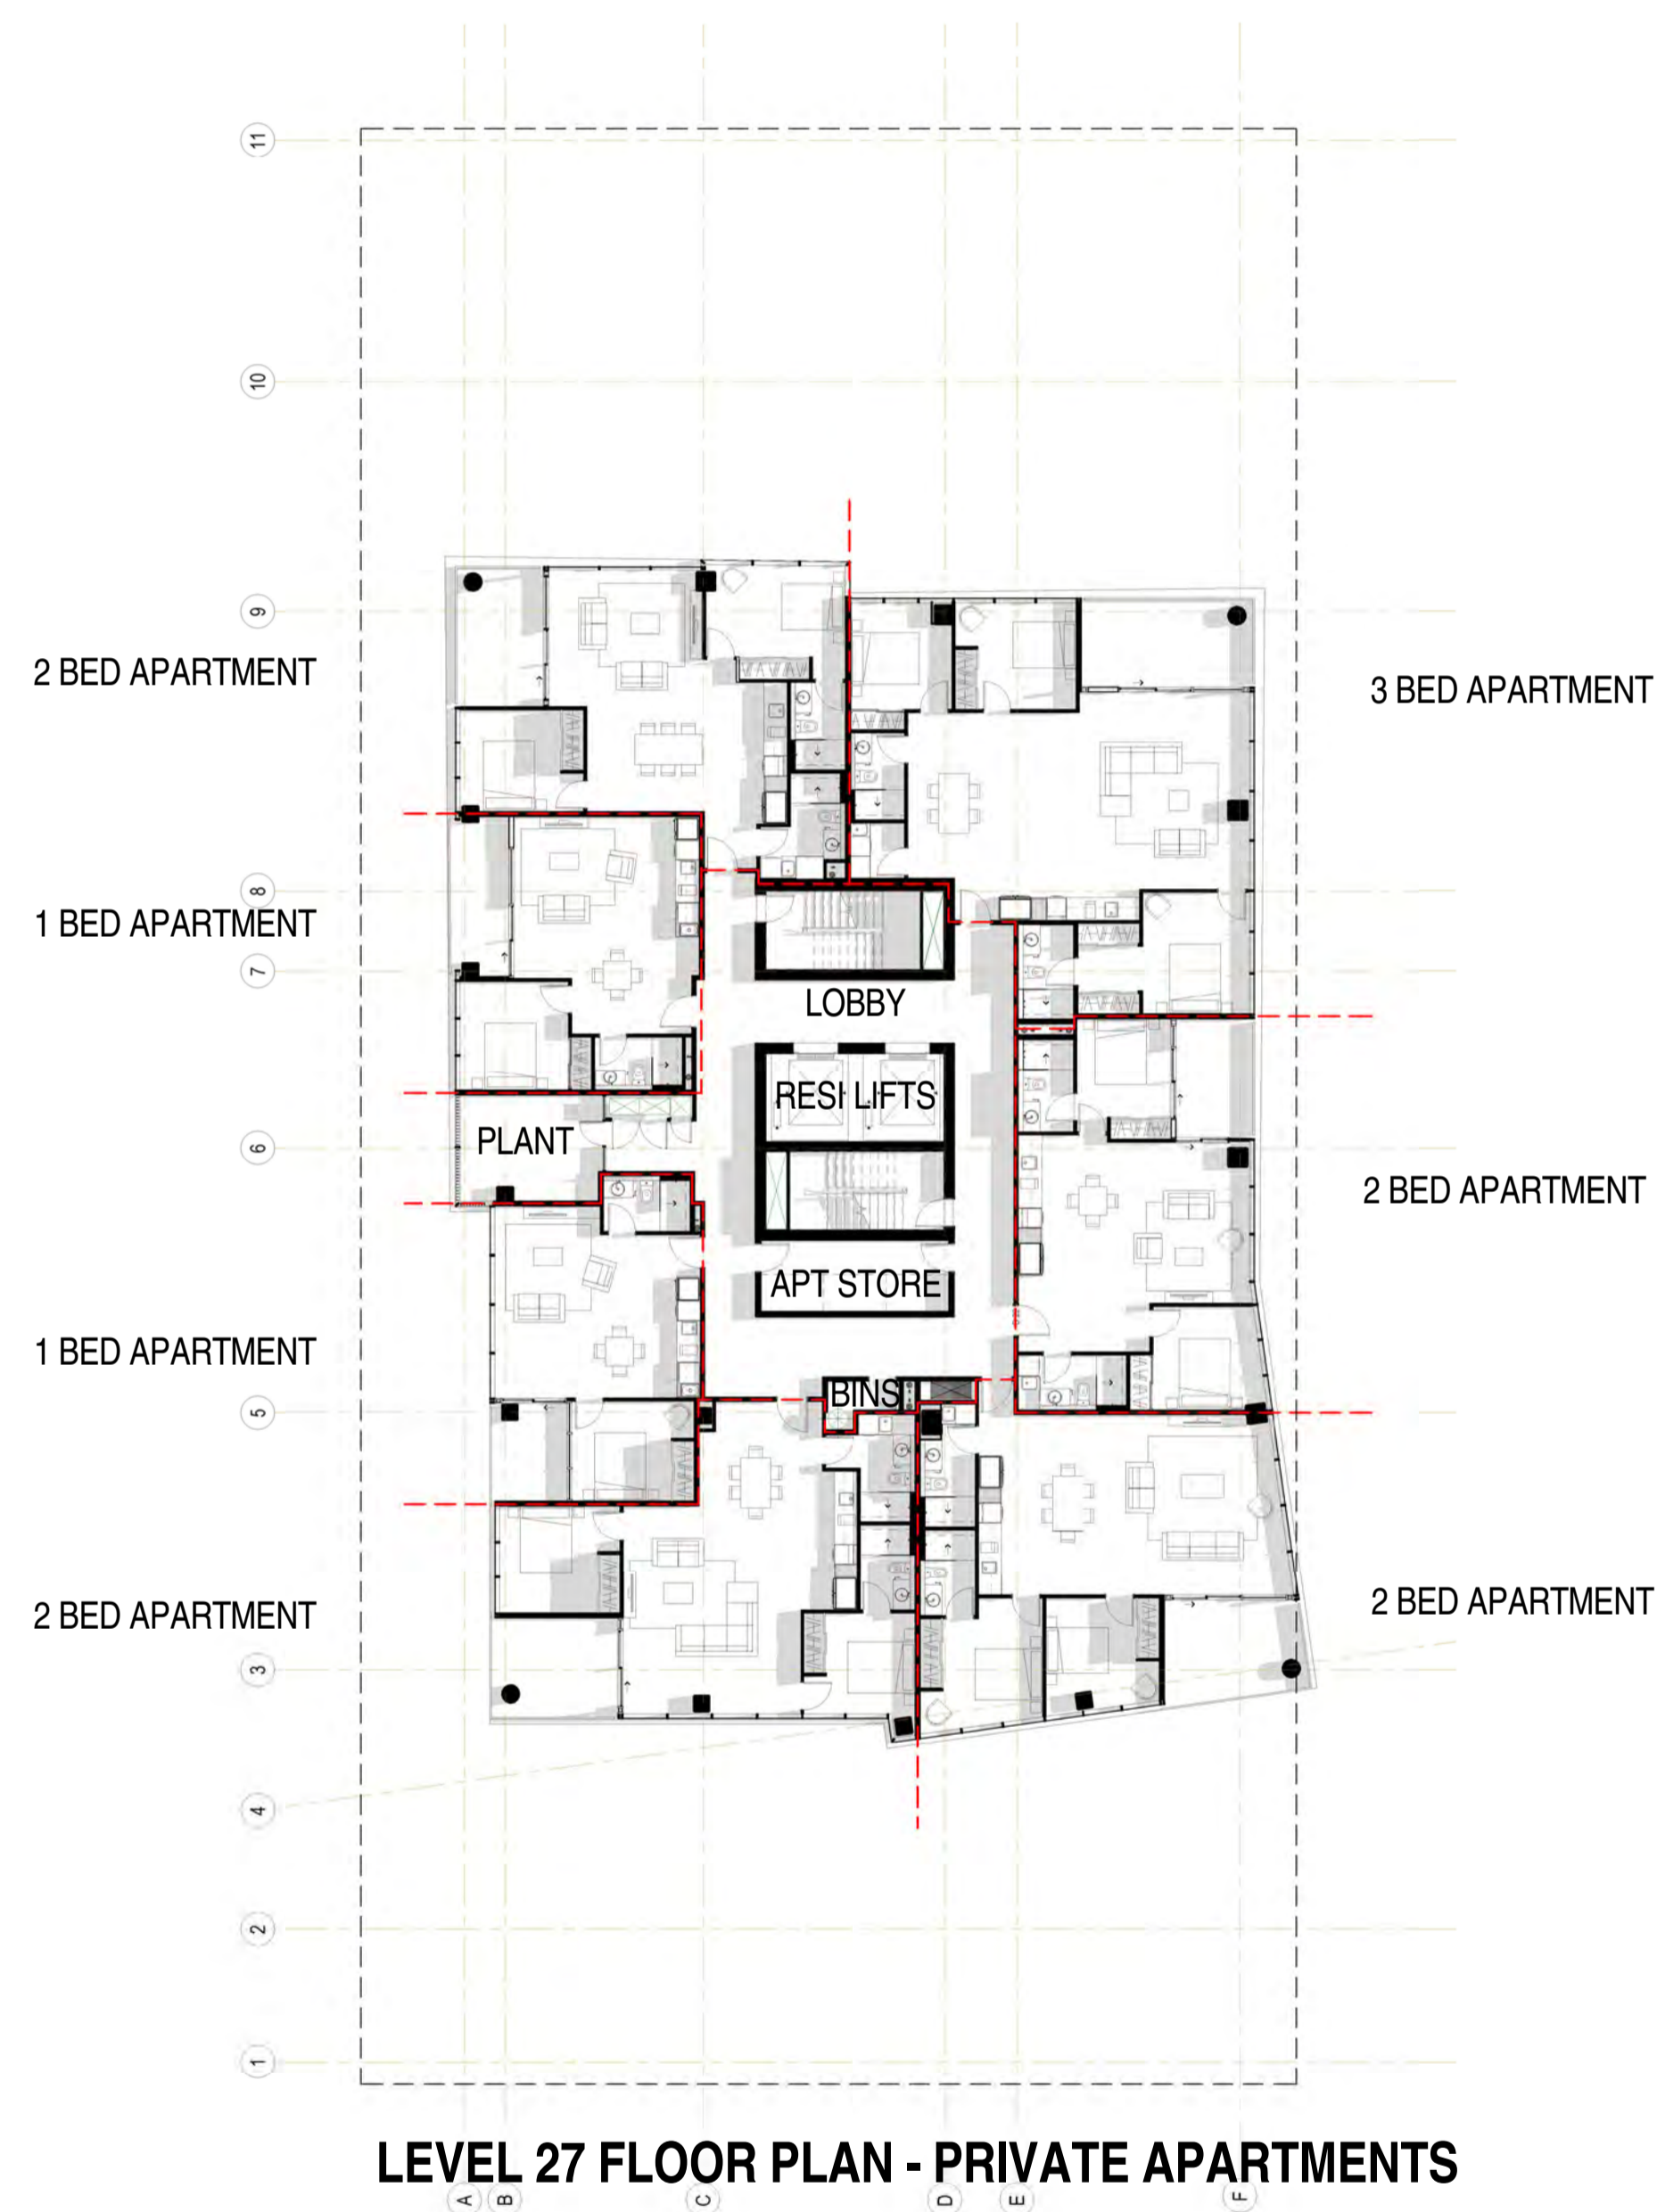 11
10
9
2 BED APARTMENT
3 BED APARTMENT
8
1 BED APARTMENT
7
LOBBY
RESI LIFTS
PLANT
6
2 BED APARTMENT
APT STORE
1 BED APARTMENT
BINS
5
2 BED APARTMENT
2 BED APARTMENT
3
4
2
1
LEVEL 27 FLOOR PLAN - PRIVATE APARTMENTS
A B C D E F